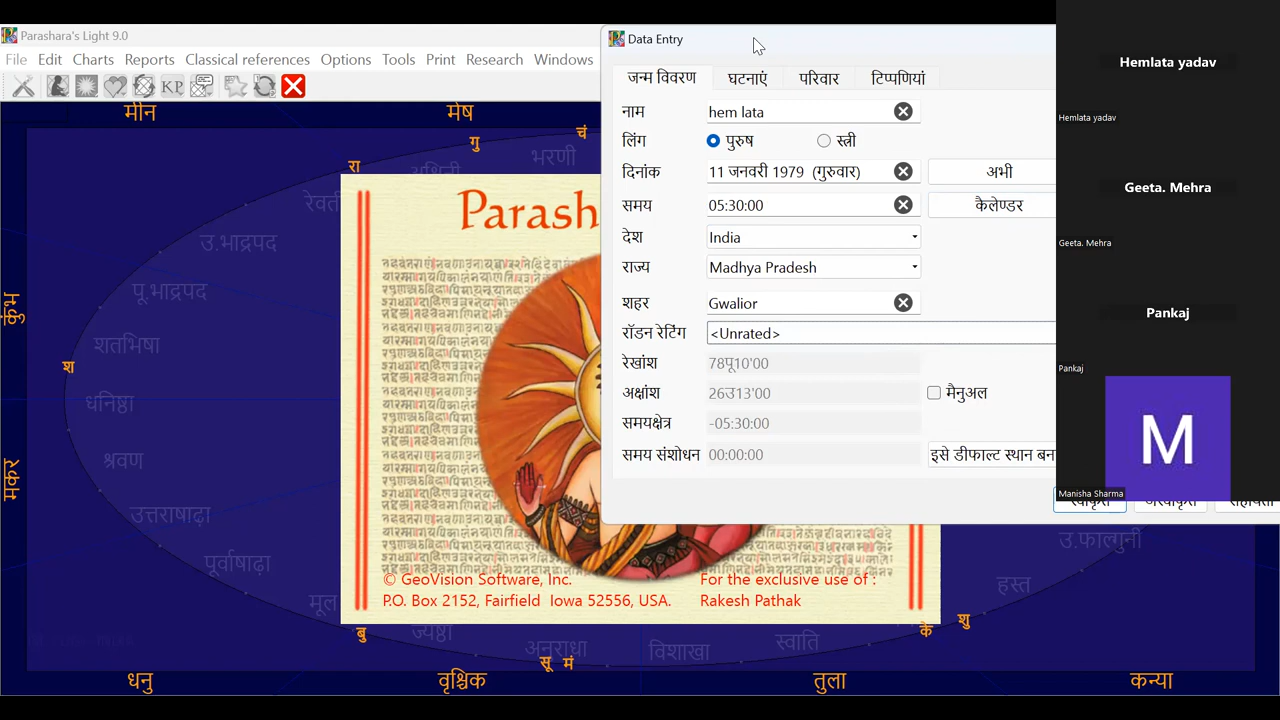 Parashara's Light 9.0
File Edit Charts Reports Classical references Options Tools Print Research Windows
KP
Data Entry
जन्म विवरण घटनाएं परिवार टिप्पणियां
नाम hem lata
लिंग पुरुष स्त्री
दिनांक 11 जनवरी 1979 (गुरुवार) अभी
समय 05:30:00 कैलेण्डर
देश India
राज्य Madhya Pradesh
शहर Gwalior
रॉडन रेटिंग <Unrated>
रेखांश 78पू10'00
अक्षांश 26उ13'00 मैनुअल
समयक्षेत्र -05:30:00
समय संशोधन 00:00:00 इसे डीफाल्ट स्थान बन
Hemlata yadav
Hemlata yadav
Geeta. Mehra
Geeta. Mehra
Pankaj
Pankaj
M
Manisha Sharma
मीन मेष
गु चं
रा
अश्विनी भरणी
रेवती
उ.भाद्रपद
पू.भाद्रपद
कुंभ
शतभिषा
श
धनिष्ठा
श्रवण
मकर
उत्तराषाढ़ा
पूर्वाषाढ़ा
मूल
बु
ज्येष्ठा
अनुराधा
सू मं
विशाखा
स्वाति
के शु
हस्त
उ.फाल्गुनी
धनु वृश्चिक तुला कन्या
Parash
© GeoVision Software, Inc. For the exclusive use of :
P.O. Box 2152, Fairfield Iowa 52556, USA. Rakesh Pathak